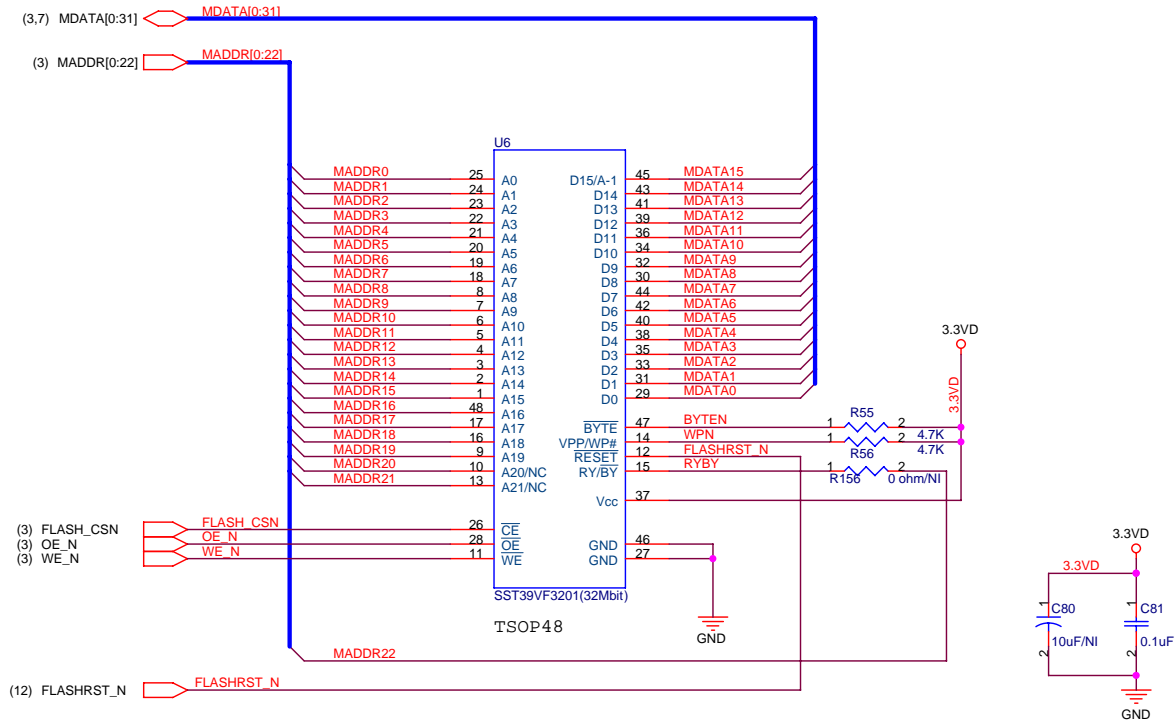 (3,7) MDATA[0:31] MDATA[0:31]
(3) MADDR[0:22] MADDR[0:22]
U6
MADDR0 25 A0 D15/A-1 45 MDATA15
MADDR1 24 A1 D14 43 MDATA14
MADDR2 23 A2 D13 41 MDATA13
MADDR3 22 A3 D12 39 MDATA12
MADDR4 21 A4 D11 36 MDATA11
MADDR5 20 A5 D10 34 MDATA10
MADDR6 19 A6 D9 32 MDATA9
MADDR7 18 A7 D8 30 MDATA8
MADDR8 8 A8 D7 44 MDATA7
MADDR9 7 A9 D6 42 MDATA6
MADDR10 6 A10 D5 40 MDATA5
MADDR11 5 A11 D4 38 MDATA4
MADDR12 4 A12 D3 35 MDATA3
MADDR13 3 A13 D2 33 MDATA2
MADDR14 2 A14 D1 31 MDATA1
MADDR15 1 A15 D0 29 MDATA0
MADDR16 48 A16
MADDR17 17 A17 BYTE 47 BYTEN 1 R55 2 4.7K
MADDR18 16 A18 VPP/WP# 14 WPN 1 R56 2 4.7K
MADDR19 9 A19 RESET 12 FLASHRST_N
MADDR20 10 A20/NC RY/BY 15 RYBY 1 R156 2 0 ohm/NI
MADDR21 13 A21/NC
Vcc 37
3.3VD
3.3VD
(3) FLASH_CSN FLASH_CSN 26 CE
(3) OE_N OE_N 28 OE GND 46
(3) WE_N WE_N 11 WE GND 27
SST39VF3201(32Mbit)
TSOP48
GND
MADDR22
(12) FLASHRST_N FLASHRST_N
3.3VD
3.3VD
1 C80 2 10uF/NI
1 C81 2 0.1uF
GND